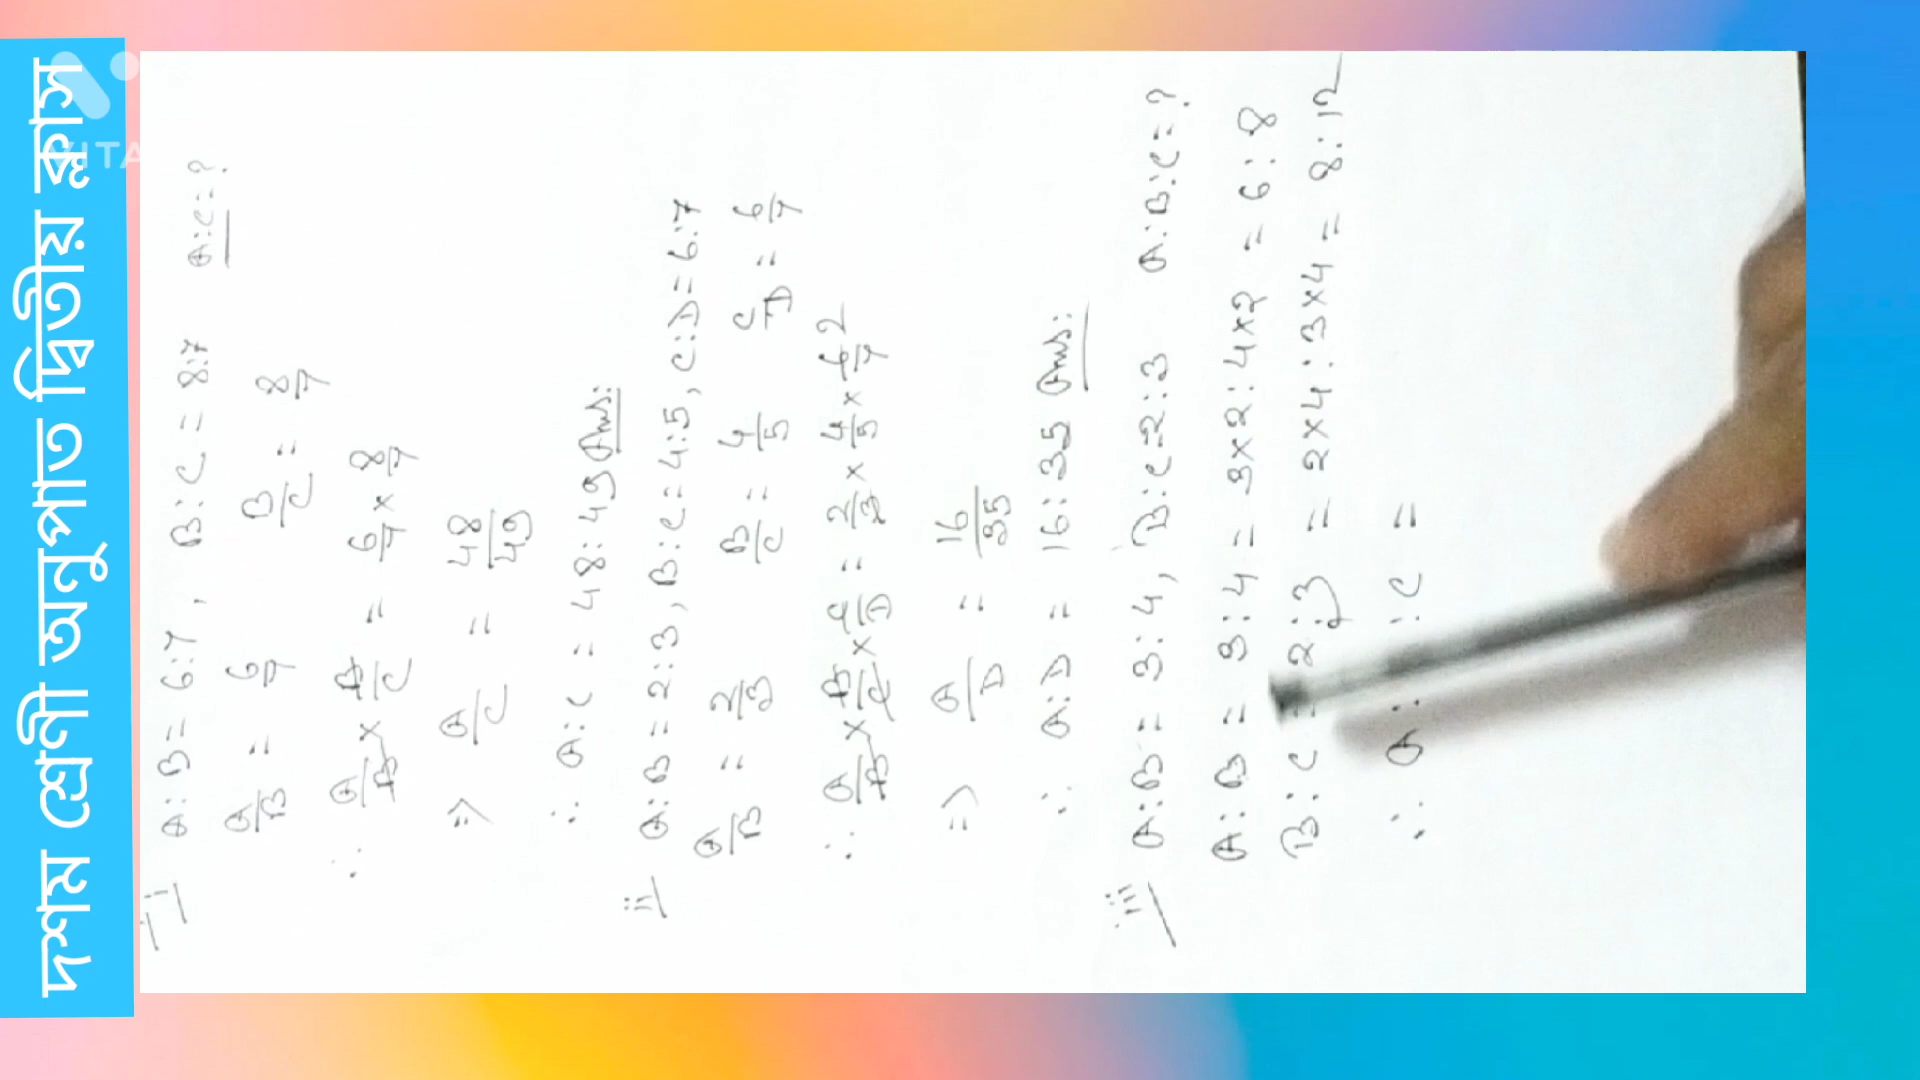 দশম শ্রেণী অনুপাত দ্বিতীয় ক্লাস
VITA
i) A:B = 6:7, B:C = 8:7 A:C = ?
A/B = 6/7 B/C = 8/7
∴ A/B × B/C = 6/7 × 8/7
⇒ A/C = 48/49
∴ A:C = 48:49 Ans:
ii) A:B = 2:3, B:C = 4:5, C:D = 6:7
A/B = 2/3 B/C = 4/5 C/D = 6/7
∴ A/B × B/C × C/D = 2/3 × 4/5 × 6/7 2
⇒ A/D = 16/35
∴ A:D = 16:35 Ans:
iii) A:B = 3:4, B:C = 2:3 A:B:C = ?
A:B = 3:4 = 3×2:4×2 = 6:8
B:C = 2:3 = 2×4:3×4 = 8:12
∴ A: :C =